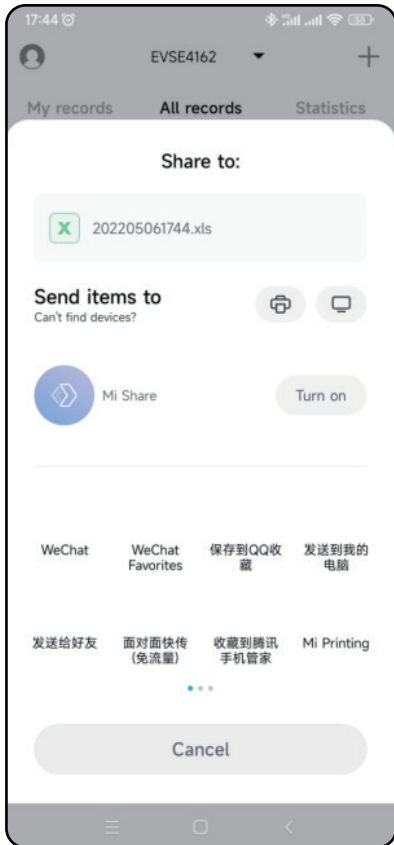 17:44
58
EVSE4162
My records All records Statistics
Share to:
202205061744.xls
Send items to
Can't find devices?
Mi Share Turn on
WeChat WeChat Favorites 保存到QQ收藏 发送到我的电脑
发送给好友 面对面快传(免流量) 收藏到腾讯手机管家 Mi Printing
Cancel